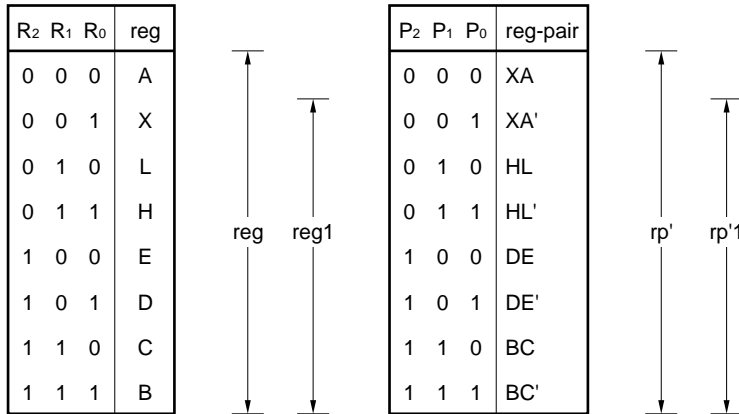 R2 R1 R0 reg P2 P1 P0 reg-pair
0 0 0 A 0 0 0 XA
0 0 1 X 0 0 1 XA'
0 1 0 L 0 1 0 HL
0 1 1 H reg reg1 0 1 1 HL' rp' rp'1
1 0 0 E 1 0 0 DE
1 0 1 D 1 0 1 DE'
1 1 0 C 1 1 0 BC
1 1 1 B 1 1 1 BC'